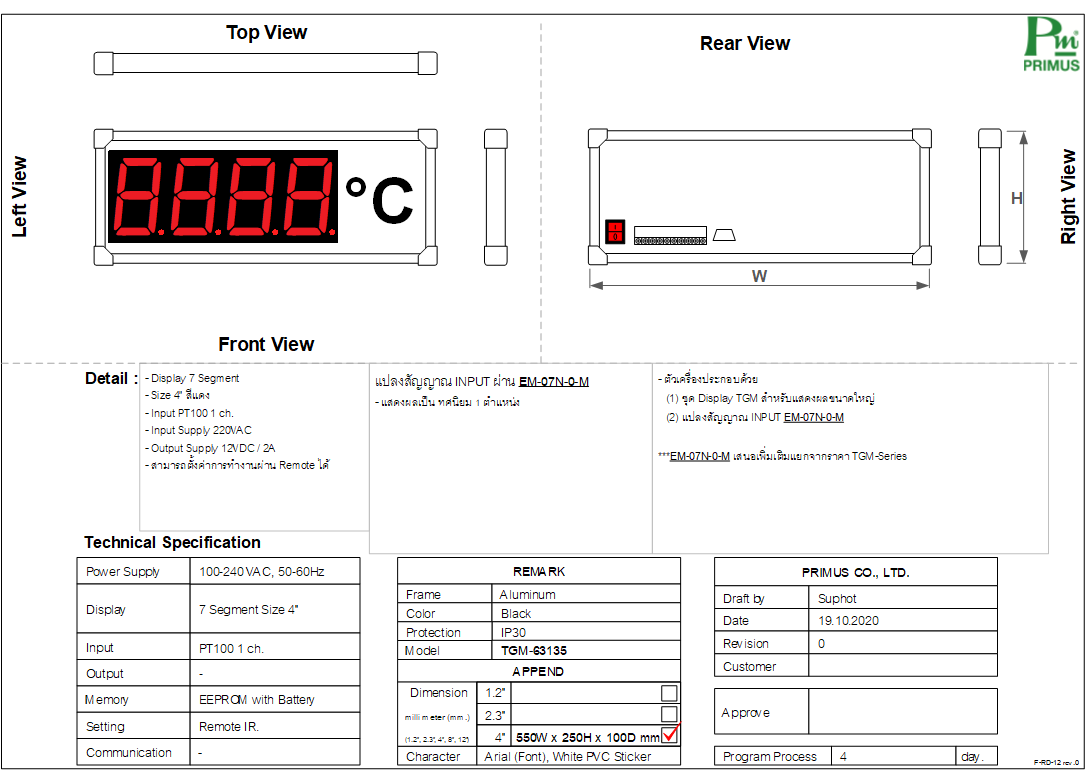 Top View
Rear View
Pm
PRIMUS
Left View
8.8.8.8. °C
1
0
H
Right View
W
Front View
Detail :
- Display 7 Segment
- Size 4" สีแดง
- Input PT100 1 ch.
- Input Supply 220VAC
- Output Supply 12VDC / 2A
- สามารถตั้งค่าการทำงานผ่าน Remote ได้
แปลงสัญญาณ INPUT ผ่าน EM-07N-0-M
- แสดงผลเป็น ทศนิยม 1 ตำแหน่ง
- ตัวเครื่องประกอบด้วย
(1) ชุด Display TGM สำหรับแสดงผลขนาดใหญ่
(2) แปลงสัญญาณ INPUT EM-07N-0-M
***EM-07N-0-M เสนอเพิ่มเติมแยกจากราคา TGM-Series
Technical Specification
Power Supply 100-240VAC, 50-60Hz
Display 7 Segment Size 4"
Input PT100 1 ch.
Output -
Memory EEPROM with Battery
Setting Remote IR.
Communication -
REMARK
Frame Aluminum
Color Black
Protection IP30
Model TGM-63135
APPEND
Dimension 1.2"
millimeter (mm.) 2.3"
(1.2", 2.3", 4", 8", 12") 4" 550W x 250H x 100D mm
Character Arial (Font), White PVC Sticker
PRIMUS CO., LTD.
Draft by Suphot
Date 19.10.2020
Revision 0
Customer
Approve
Program Process 4 day.
F-RD-12 rev.0